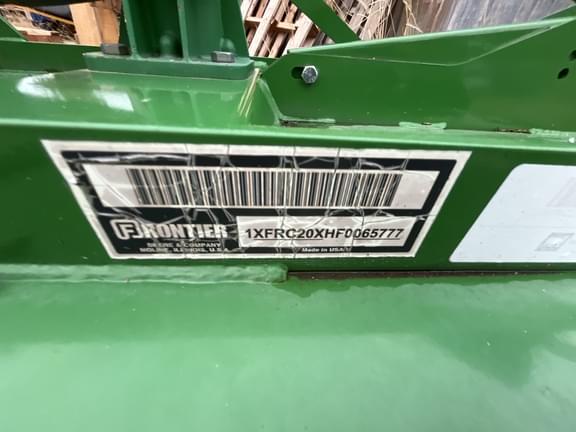 FRONTIER
1XFRC20XHF0065777
DEERE & COMPANY
MOLINE, ILLINOIS, U.S.A.
Made in USA